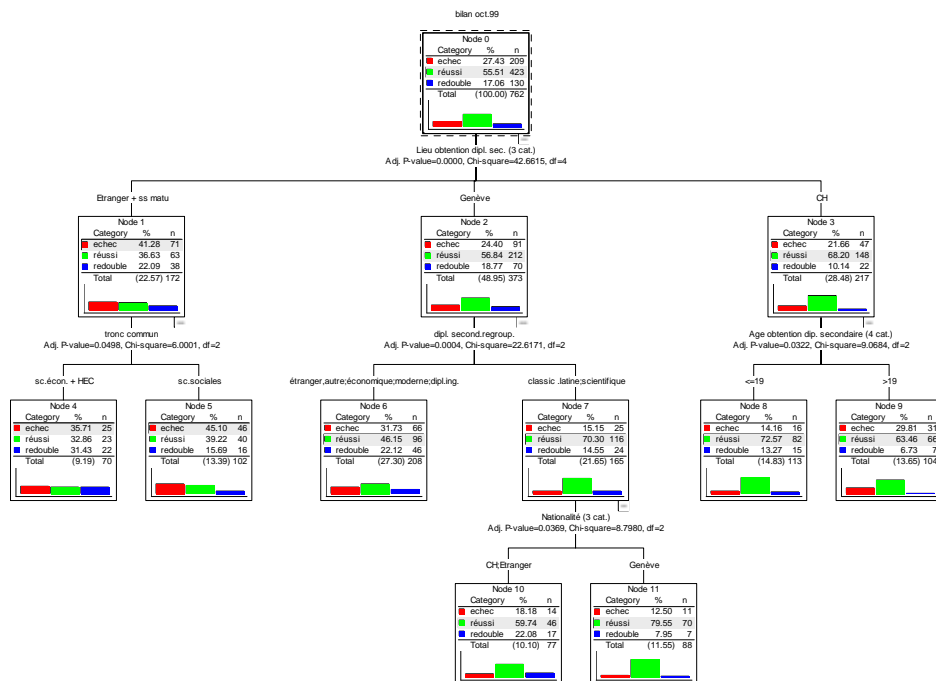 bilan oct.99
Node 0
Category % n
echec 27.43 209
réussi 55.51 423
redouble 17.06 130
Total (100.00) 762
Lieu obtention dipl. sec. (3 cat.)
Adj. P-value=0.0000, Chi-square=42.6615, df=4
Etranger + ss matu
Node 1
Category % n
echec 41.28 71
réussi 36.63 63
redouble 22.09 38
Total (22.57) 172
tronc commun
Adj. P-value=0.0498, Chi-square=6.0001, df=2
Genève
Node 2
Category % n
echec 24.40 91
réussi 56.84 212
redouble 18.77 70
Total (48.95) 373
dipl. second.regroup.
Adj. P-value=0.0004, Chi-square=22.6171, df=2
CH
Node 3
Category % n
echec 21.66 47
réussi 68.20 148
redouble 10.14 22
Total (28.48) 217
Age obtention dip. secondaire (4 cat.)
Adj. P-value=0.0322, Chi-square=9.0684, df=2
sc.écon. + HEC
Node 4
Category % n
echec 35.71 25
réussi 32.86 23
redouble 31.43 22
Total (9.19) 70
sc.sociales
Node 5
Category % n
echec 45.10 46
réussi 39.22 40
redouble 15.69 16
Total (13.39) 102
étranger,autre;économique;moderne;dipl.ing.
Node 6
Category % n
echec 31.73 66
réussi 46.15 96
redouble 22.12 46
Total (27.30) 208
classic .latine;scientifique
Node 7
Category % n
echec 15.15 25
réussi 70.30 116
redouble 14.55 24
Total (21.65) 165
Nationalité (3 cat.)
Adj. P-value=0.0369, Chi-square=8.7980, df=2
<=19
Node 8
Category % n
echec 14.16 16
réussi 72.57 82
redouble 13.27 15
Total (14.83) 113
>19
Node 9
Category % n
echec 29.81 31
réussi 63.46 66
redouble 6.73 7
Total (13.65) 104
CH;Etranger
Node 10
Category % n
echec 18.18 14
réussi 59.74 46
redouble 22.08 17
Total (10.10) 77
Genève
Node 11
Category % n
echec 12.50 11
réussi 79.55 70
redouble 7.95 7
Total (11.55) 88